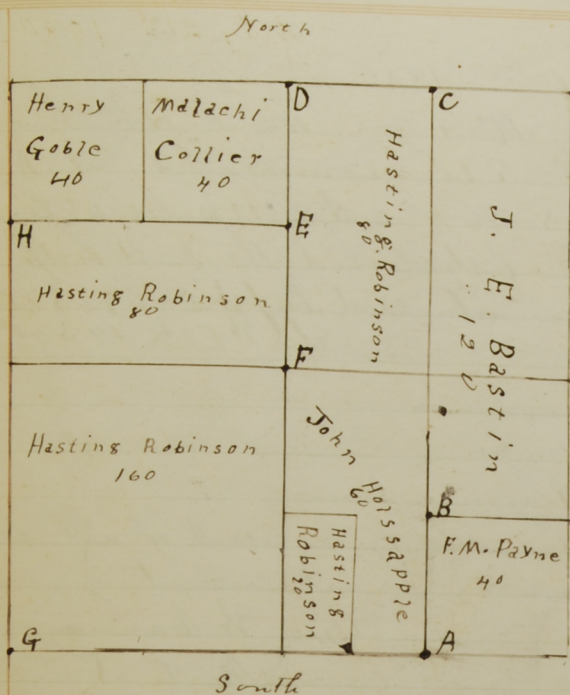 North
Henry
Goble
40
Malachi
Collier
40
D
C
Hasting Robinson
80
J. E. Bastin
120
H
E
Hasting Robinson
80
F
Hasting Robinson
160
John Holssapple
60
B
Hasting
Robinson
20
F. M. Payne
40
G
A
South